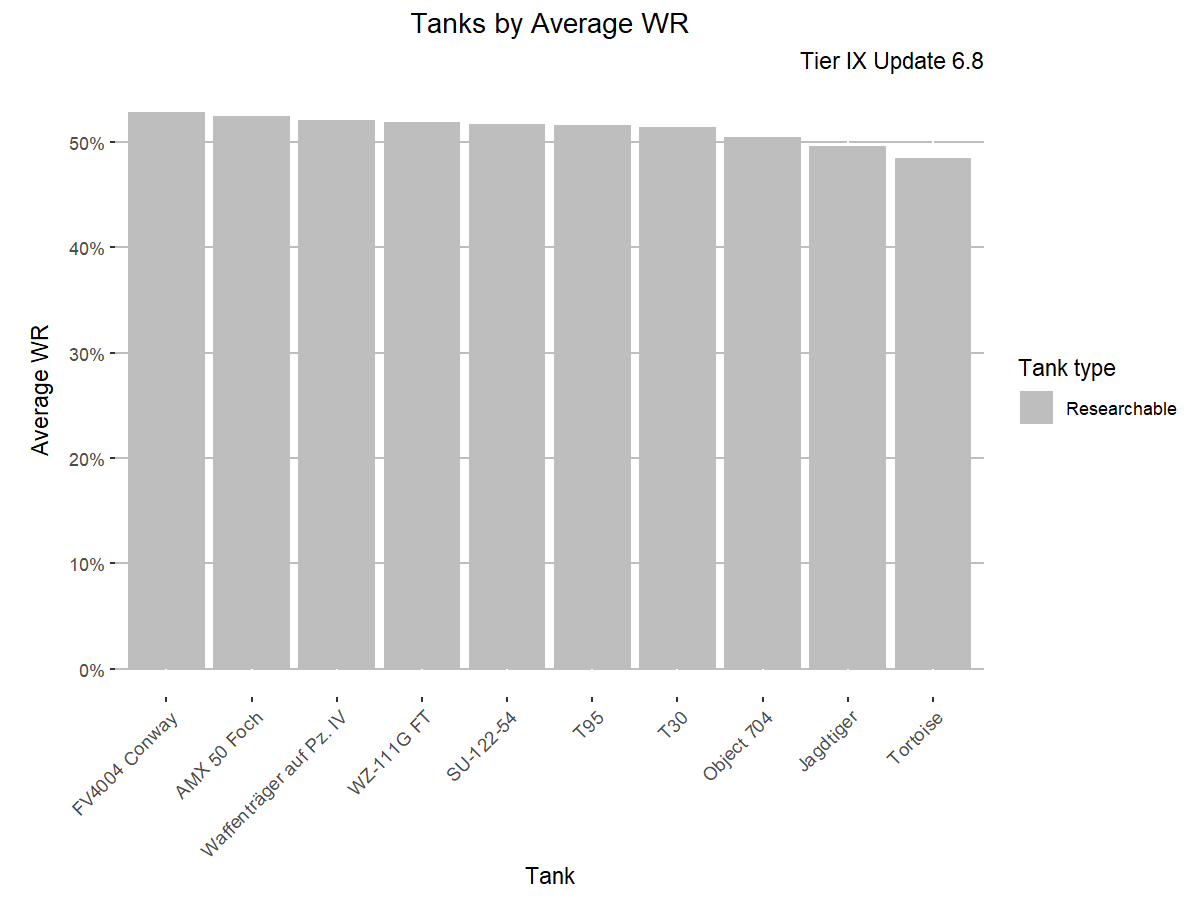 Tanks by Average WR
Tier IX Update 6.8
Average WR
50%
40%
30%
20%
10%
0%
FV4004 Conway
AMX 50 Foch
Waffenträger auf Pz. IV
WZ-111G FT
SU-122-54
T95
T30
Object 704
Jagdtiger
Tortoise
Tank
Tank type
Researchable